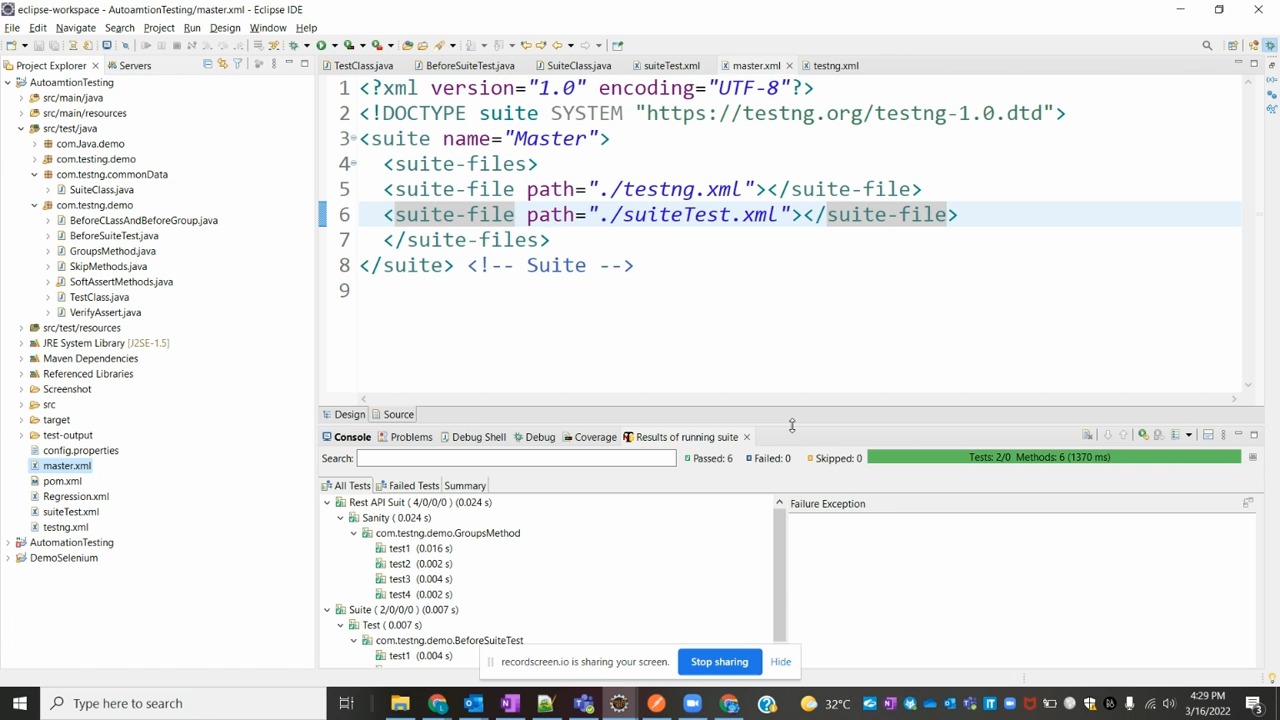 eclipse-workspace - AutoamtionTesting/master.xml - Eclipse IDE
File Edit Navigate Search Project Run Design Window Help
Project Explorer Servers
TestClass.java BeforeSuiteTest.java SuiteClass.java suiteTest.xml master.xml testng.xml
AutoamtionTesting
src/main/java
src/main/resources
src/test/java
com.Java.demo
com.testing.demo
com.testng.commonData
SuiteClass.java
com.testng.demo
BeforeCLassAndBeforeGroup.java
BeforeSuiteTest.java
GroupsMethod.java
SkipMethods.java
SoftAssertMethods.java
TestClass.java
VerifyAssert.java
src/test/resources
JRE System Library [J2SE-1.5]
Maven Dependencies
Referenced Libraries
Screenshot
src
target
test-output
config.properties
master.xml
pom.xml
Regression.xml
suiteTest.xml
testng.xml
AutomationTesting
DemoSelenium
1 <?xml version="1.0" encoding="UTF-8"?>
2 <!DOCTYPE suite SYSTEM "https://testng.org/testng-1.0.dtd">
3 <suite name="Master">
4 <suite-files>
5 <suite-file path="./testng.xml"></suite-file>
6 <suite-file path="./suiteTest.xml"></suite-file>
7 </suite-files>
8 </suite> <!-- Suite -->
9
Design Source
Console Problems Debug Shell Debug Coverage Results of running suite
Search: Passed: 6 Failed: 0 Skipped: 0 Tests: 2/0 Methods: 6 (1370 ms)
All Tests Failed Tests Summary
Failure Exception
Rest API Suit ( 4/0/0/0 ) (0.024 s)
Sanity ( 0.024 s)
com.testng.demo.GroupsMethod
test1 (0.016 s)
test2 (0.002 s)
test3 (0.004 s)
test4 (0.002 s)
Suite ( 2/0/0/0 ) (0.007 s)
Test ( 0.007 s)
com.testng.demo.BeforeSuiteTest
test1 (0.004 s)
recordscreen.io is sharing your screen. Stop sharing Hide
Type here to search
32°C
4:29 PM
3/16/2022
3